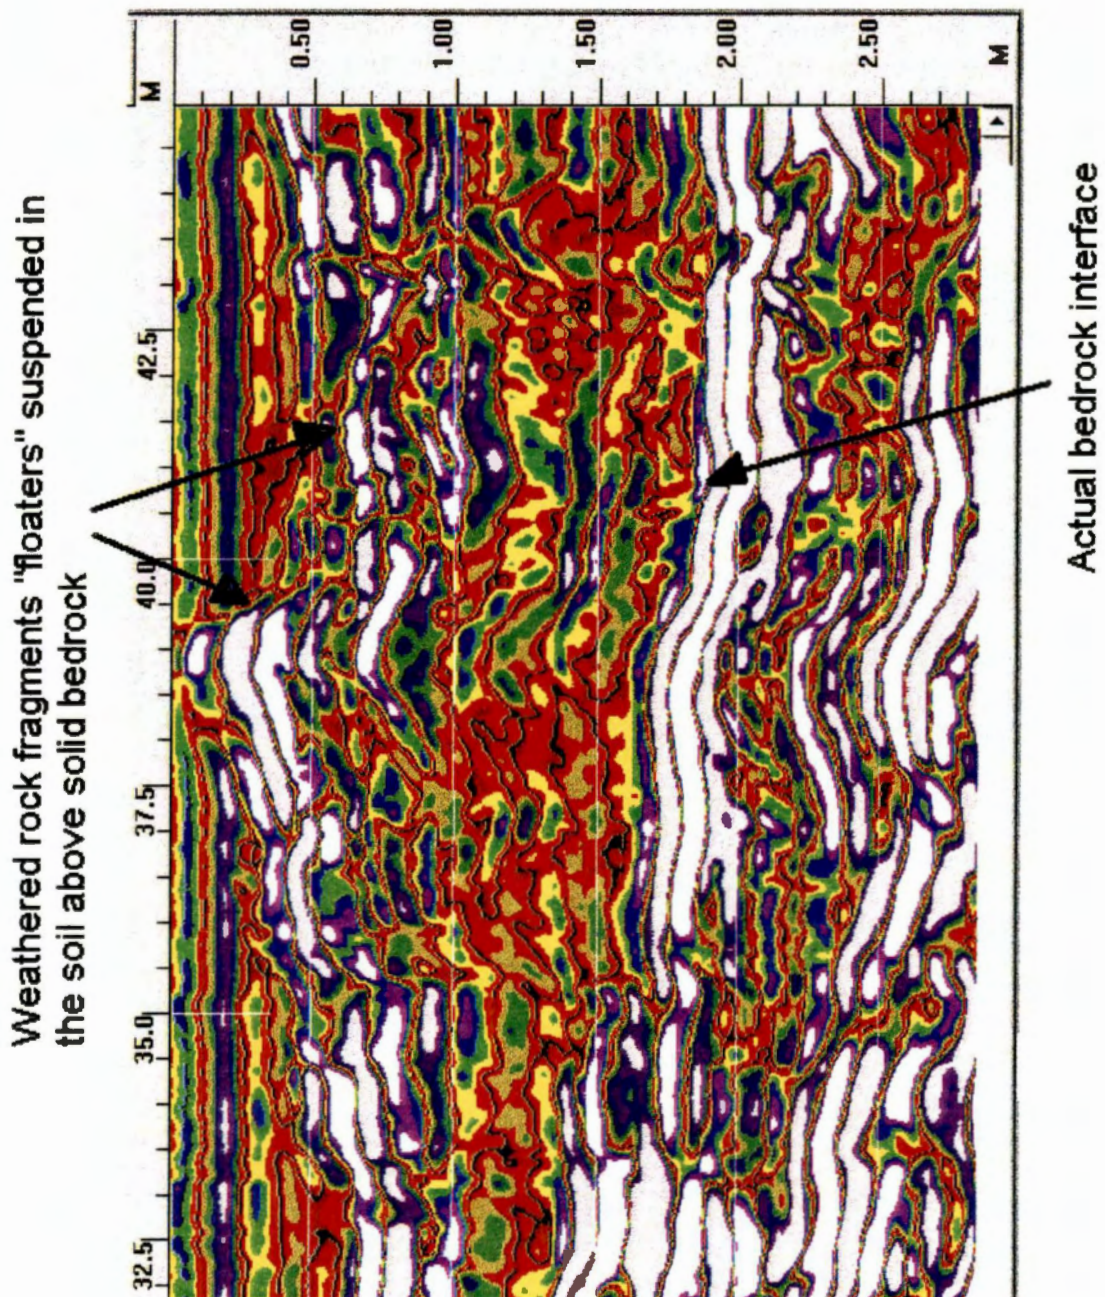 Weathered rock fragments "floaters" suspended in
the soil above solid bedrock
32.5
35.0
37.5
40.0
42.5
M
0.50
1.00
1.50
2.00
2.50
M
Actual bedrock interface